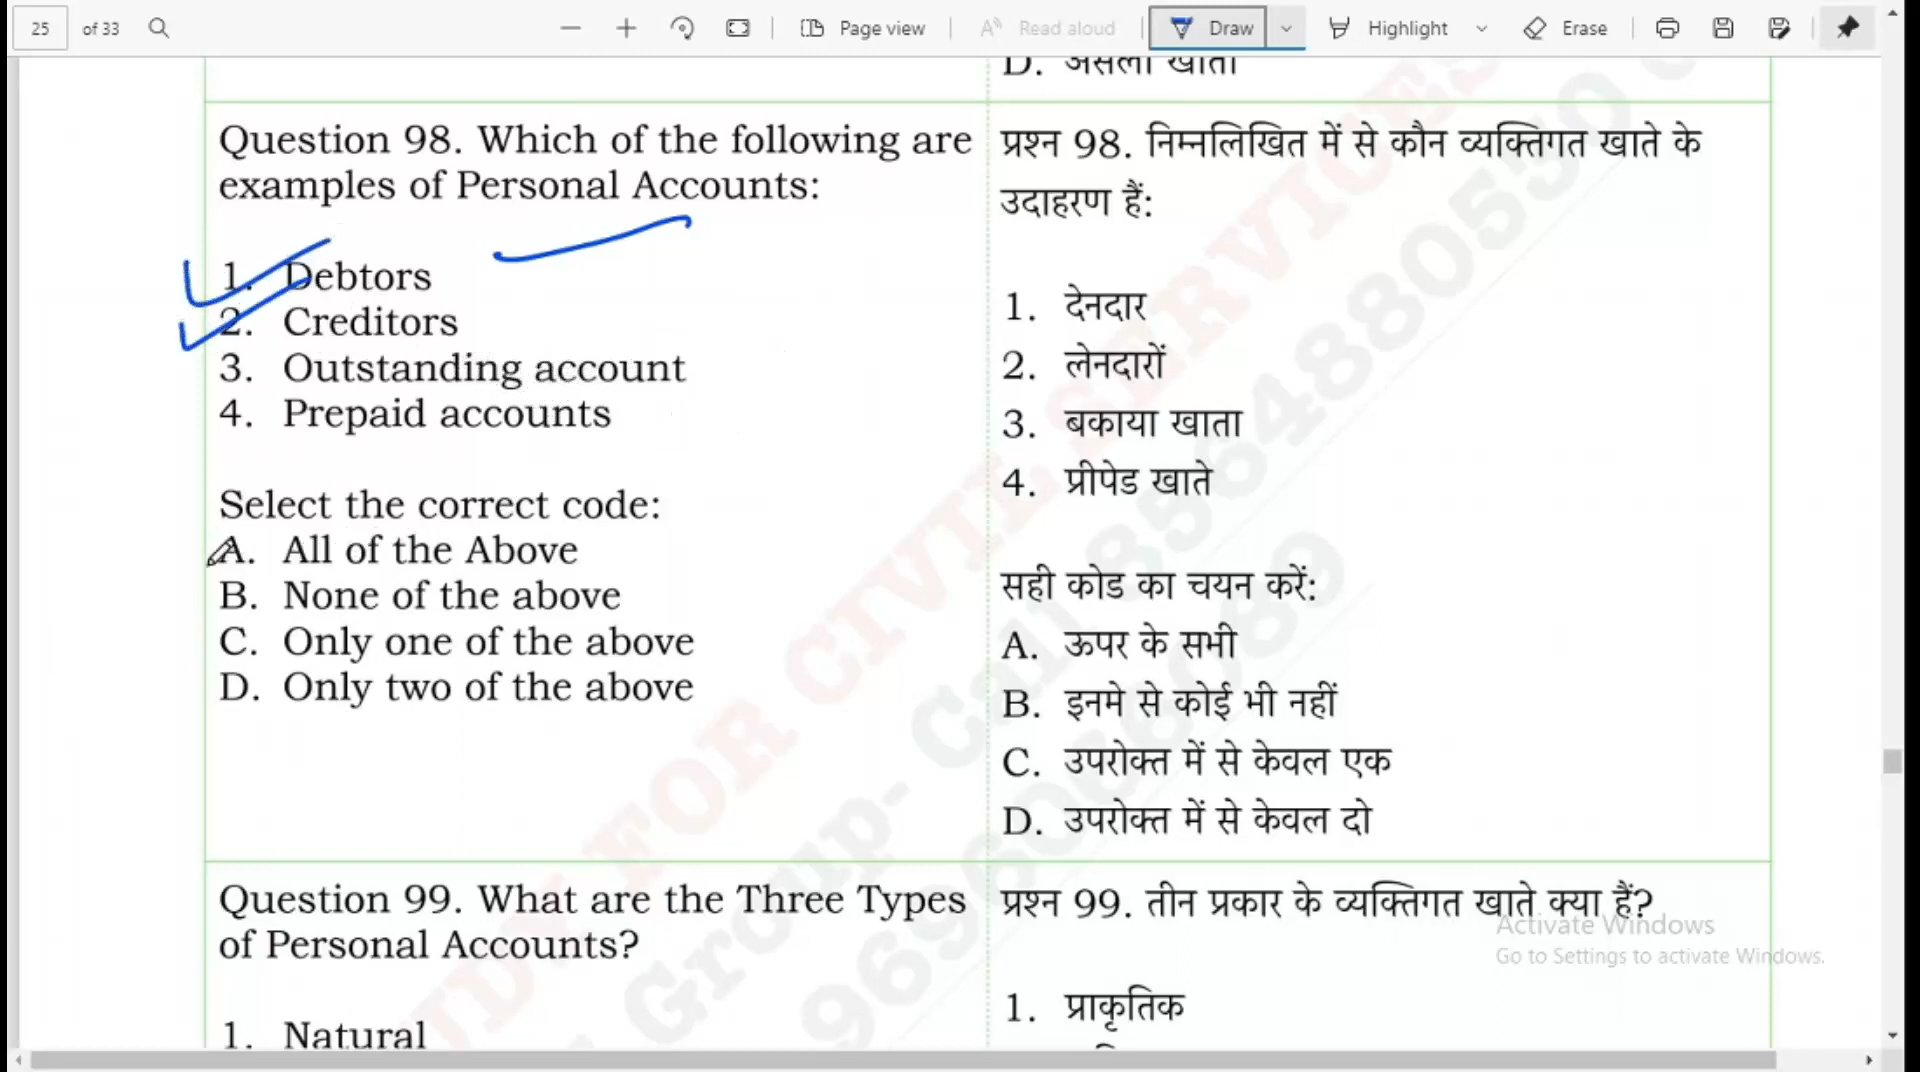 25 of 33 Page view Read aloud Draw Highlight Erase
D. असली खाता
Question 98. Which of the following are
examples of Personal Accounts:
1. Debtors
2. Creditors
3. Outstanding account
4. Prepaid accounts
Select the correct code:
A. All of the Above
B. None of the above
C. Only one of the above
D. Only two of the above
प्रश्न 98. निम्नलिखित में से कौन व्यक्तिगत खाते के
उदाहरण हैं:
1. देनदार
2. लेनदारों
3. बकाया खाता
4. प्रीपेड खाते
सही कोड का चयन करें:
A. ऊपर के सभी
B. इनमे से कोई भी नहीं
C. उपरोक्त में से केवल एक
D. उपरोक्त में से केवल दो
Question 99. What are the Three Types
of Personal Accounts?
1. Natural
प्रश्न 99. तीन प्रकार के व्यक्तिगत खाते क्या हैं?
1. प्राकृतिक
Activate Windows
Go to Settings to activate Windows.